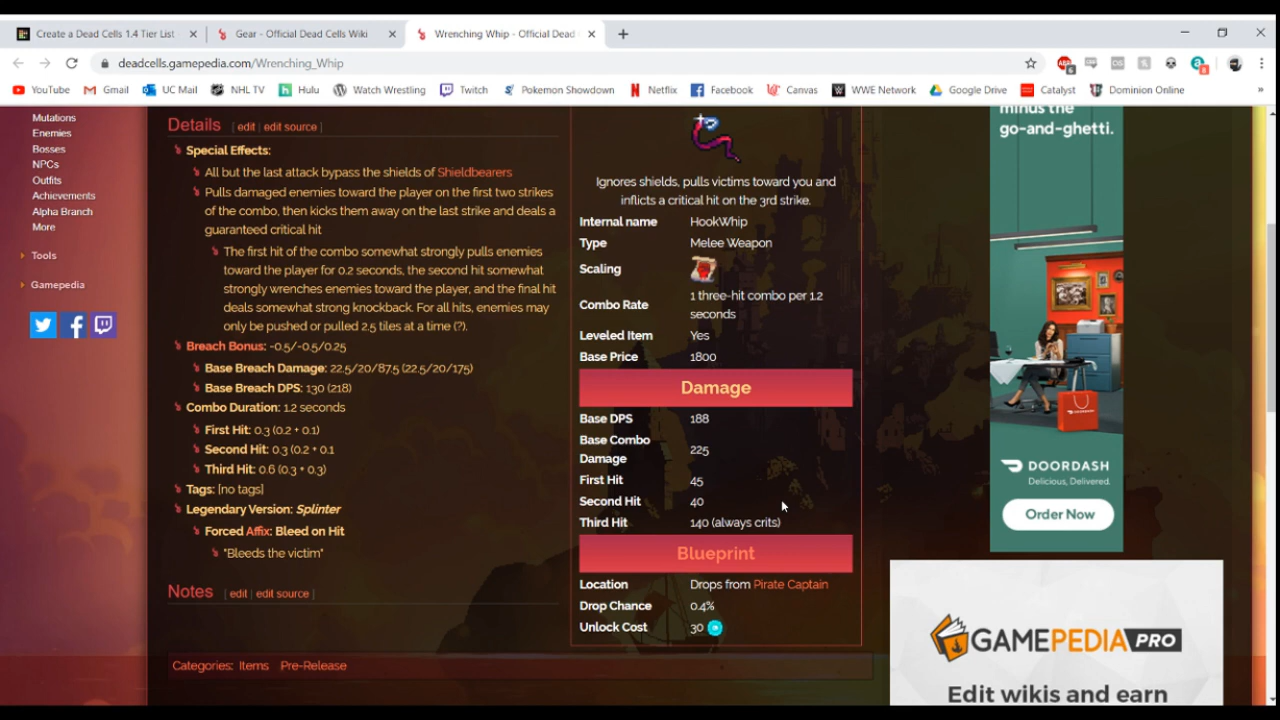 Create a Dead Cells 1.4 Tier List
Gear - Official Dead Cells Wiki
Wrenching Whip - Official Dead
deadcells.gamepedia.com/Wrenching_Whip
YouTube
Gmail
UC Mail
NHL TV
Hulu
Watch Wrestling
Twitch
Pokemon Showdown
Netflix
Facebook
Canvas
WWE Network
Google Drive
Catalyst
Dominion Online
»
Mutations
Enemies
Bosses
NPCs
Outfits
Achievements
Alpha Branch
More
Tools
Gamepedia
Details [ edit | edit source ]
Special Effects:
All but the last attack bypass the shields of Shieldbearers
Pulls damaged enemies toward the player on the first two strikes
of the combo, then kicks them away on the last strike and deals a
guaranteed critical hit
The first hit of the combo somewhat strongly pulls enemies
toward the player for 0.2 seconds, the second hit somewhat
strongly wrenches enemies toward the player, and the final hit
deals somewhat strong knockback. For all hits, enemies may
only be pushed or pulled 2.5 tiles at a time (?).
Breach Bonus: -0.5/-0.5/0.25
Base Breach Damage: 22.5/20/87.5 (22.5/20/175)
Base Breach DPS: 130 (218)
Combo Duration: 1.2 seconds
First Hit: 0.3 (0.2 + 0.1)
Second Hit: 0.3 (0.2 + 0.1
Third Hit: 0.6 (0.3 + 0.3)
Tags: [no tags]
Legendary Version: Splinter
Forced Affix: Bleed on Hit
"Bleeds the victim"
Notes [ edit | edit source ]
Categories: Items Pre-Release
Ignores shields, pulls victims toward you and
inflicts a critical hit on the 3rd strike.
Internal name HookWhip
Type Melee Weapon
Scaling
Combo Rate 1 three-hit combo per 1.2
seconds
Leveled Item Yes
Base Price 1800
Damage
Base DPS 188
Base Combo
Damage 225
First Hit 45
Second Hit 40
Third Hit 140 (always crits)
Blueprint
Location Drops from Pirate Captain
Drop Chance 0.4%
Unlock Cost 30
minus the
go-and-ghetti.
DOORDASH
Delicious, Delivered.
Order Now
GAMEPEDIA PRO
Edit wikis and earn